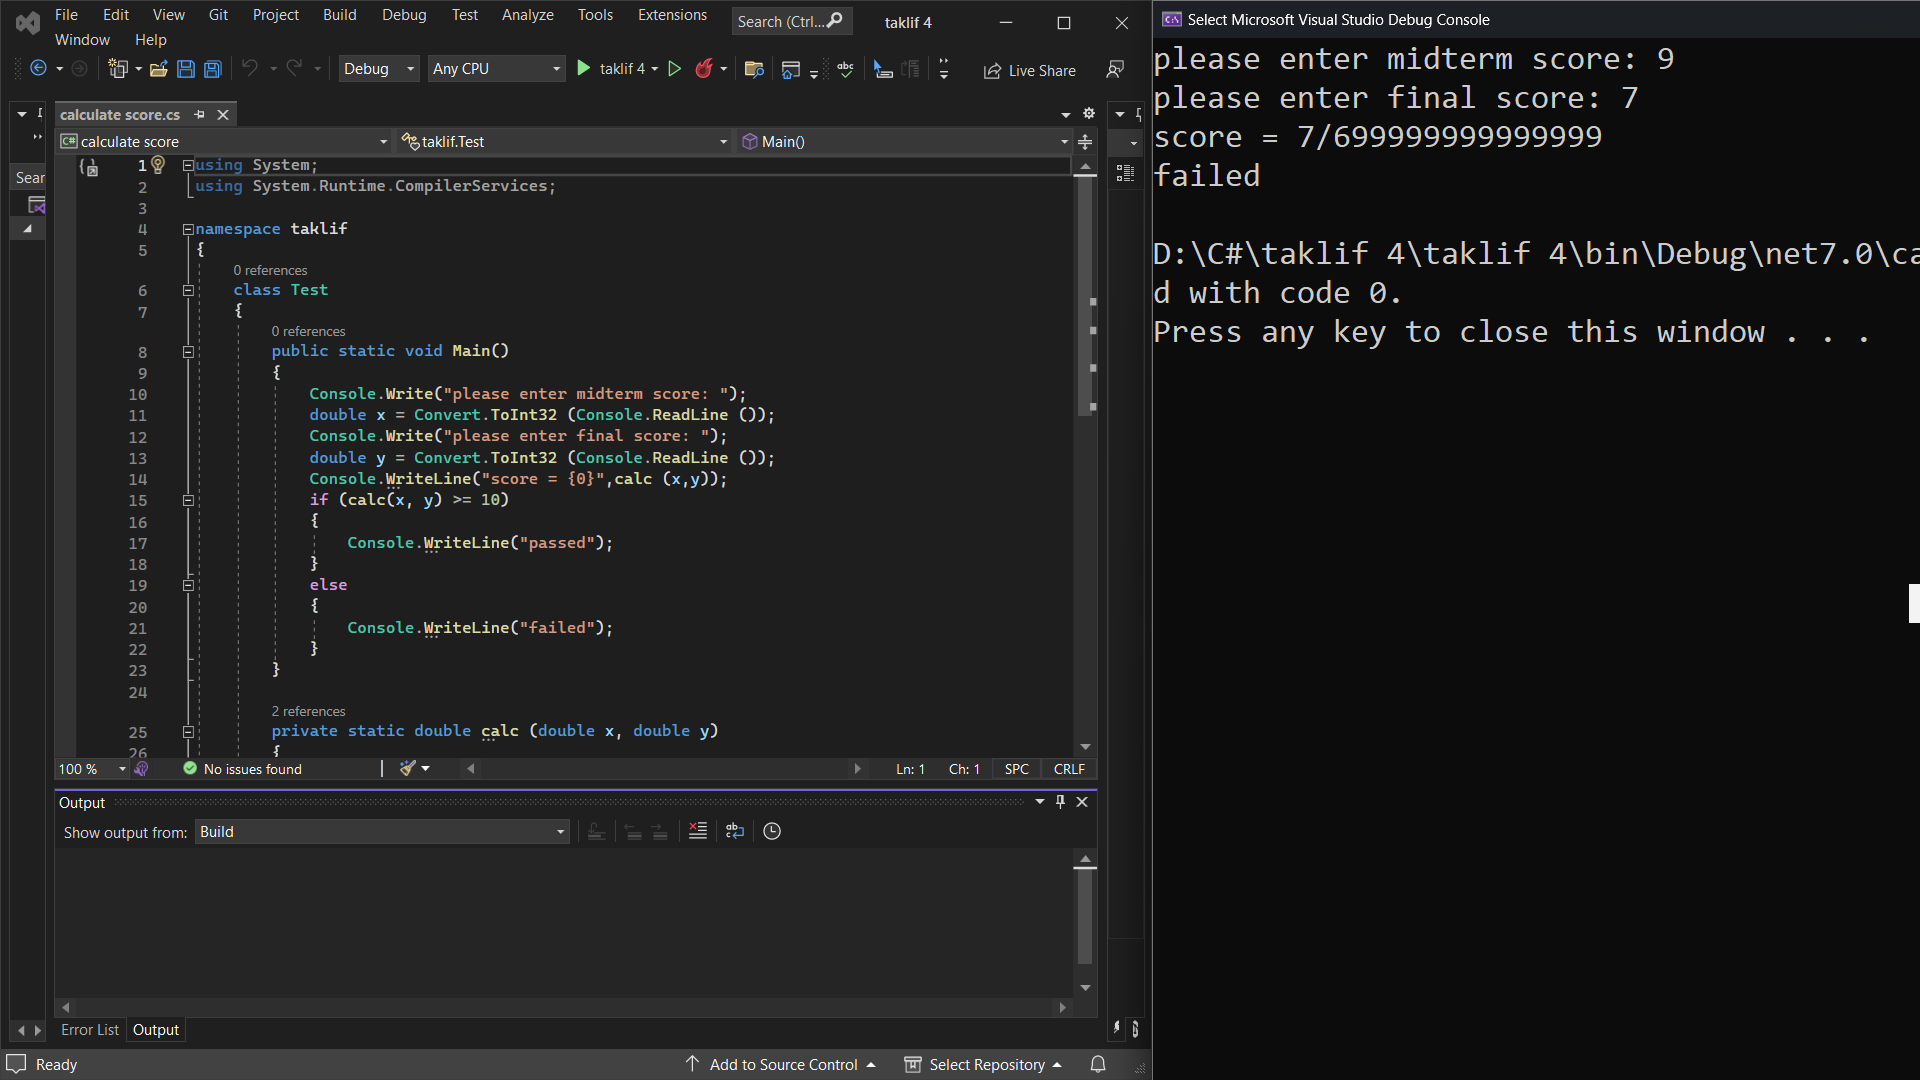 File Edit View Git Project Build Debug Test Analyze Tools Extensions
Window Help
Search (Ctrl...
taklif 4
Debug Any CPU taklif 4 Live Share
calculate score.cs
C# calculate score taklif.Test Main()
Sear
1 using System;
2 using System.Runtime.CompilerServices;
3
4 namespace taklif
5 {
0 references
6 class Test
7 {
0 references
8 public static void Main()
9 {
10 Console.Write("please enter midterm score: ");
11 double x = Convert.ToInt32 (Console.ReadLine ());
12 Console.Write("please enter final score: ");
13 double y = Convert.ToInt32 (Console.ReadLine ());
14 Console.WriteLine("score = {0}",calc (x,y));
15 if (calc(x, y) >= 10)
16 {
17 Console.WriteLine("passed");
18 }
19 else
20 {
21 Console.WriteLine("failed");
22 }
23 }
24
2 references
25 private static double calc (double x, double y)
26 {
100 % No issues found Ln: 1 Ch: 1 SPC CRLF
Output
Show output from: Build
Error List Output
Ready Add to Source Control Select Repository
Select Microsoft Visual Studio Debug Console
please enter midterm score: 9
please enter final score: 7
score = 7/699999999999999
failed
D:\C#\taklif 4\taklif 4\bin\Debug\net7.0\ca
d with code 0.
Press any key to close this window . . .